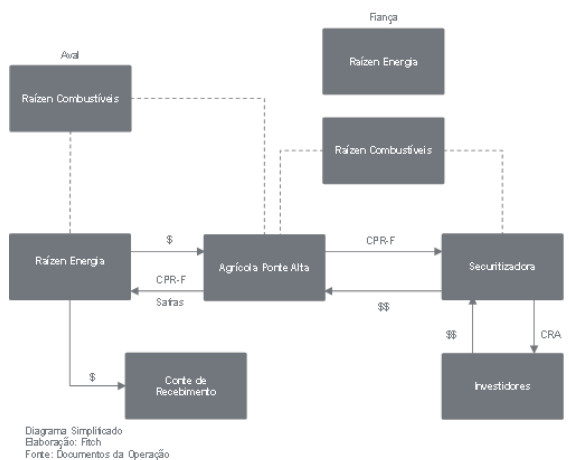 Fiança
Raízen Energia
Aval
Raízen Combustíveis
Raízen Combustíveis
Raízen Energia
$
CPR-F
Safras
Agrícola Ponte Alta
CPR-F
$$
Securitizadora
$$
CRA
$
Conte de
Recebimento
Investidores
Diagrama Simplificado
Elaboração: Fitch
Fonte: Documentos da Operação